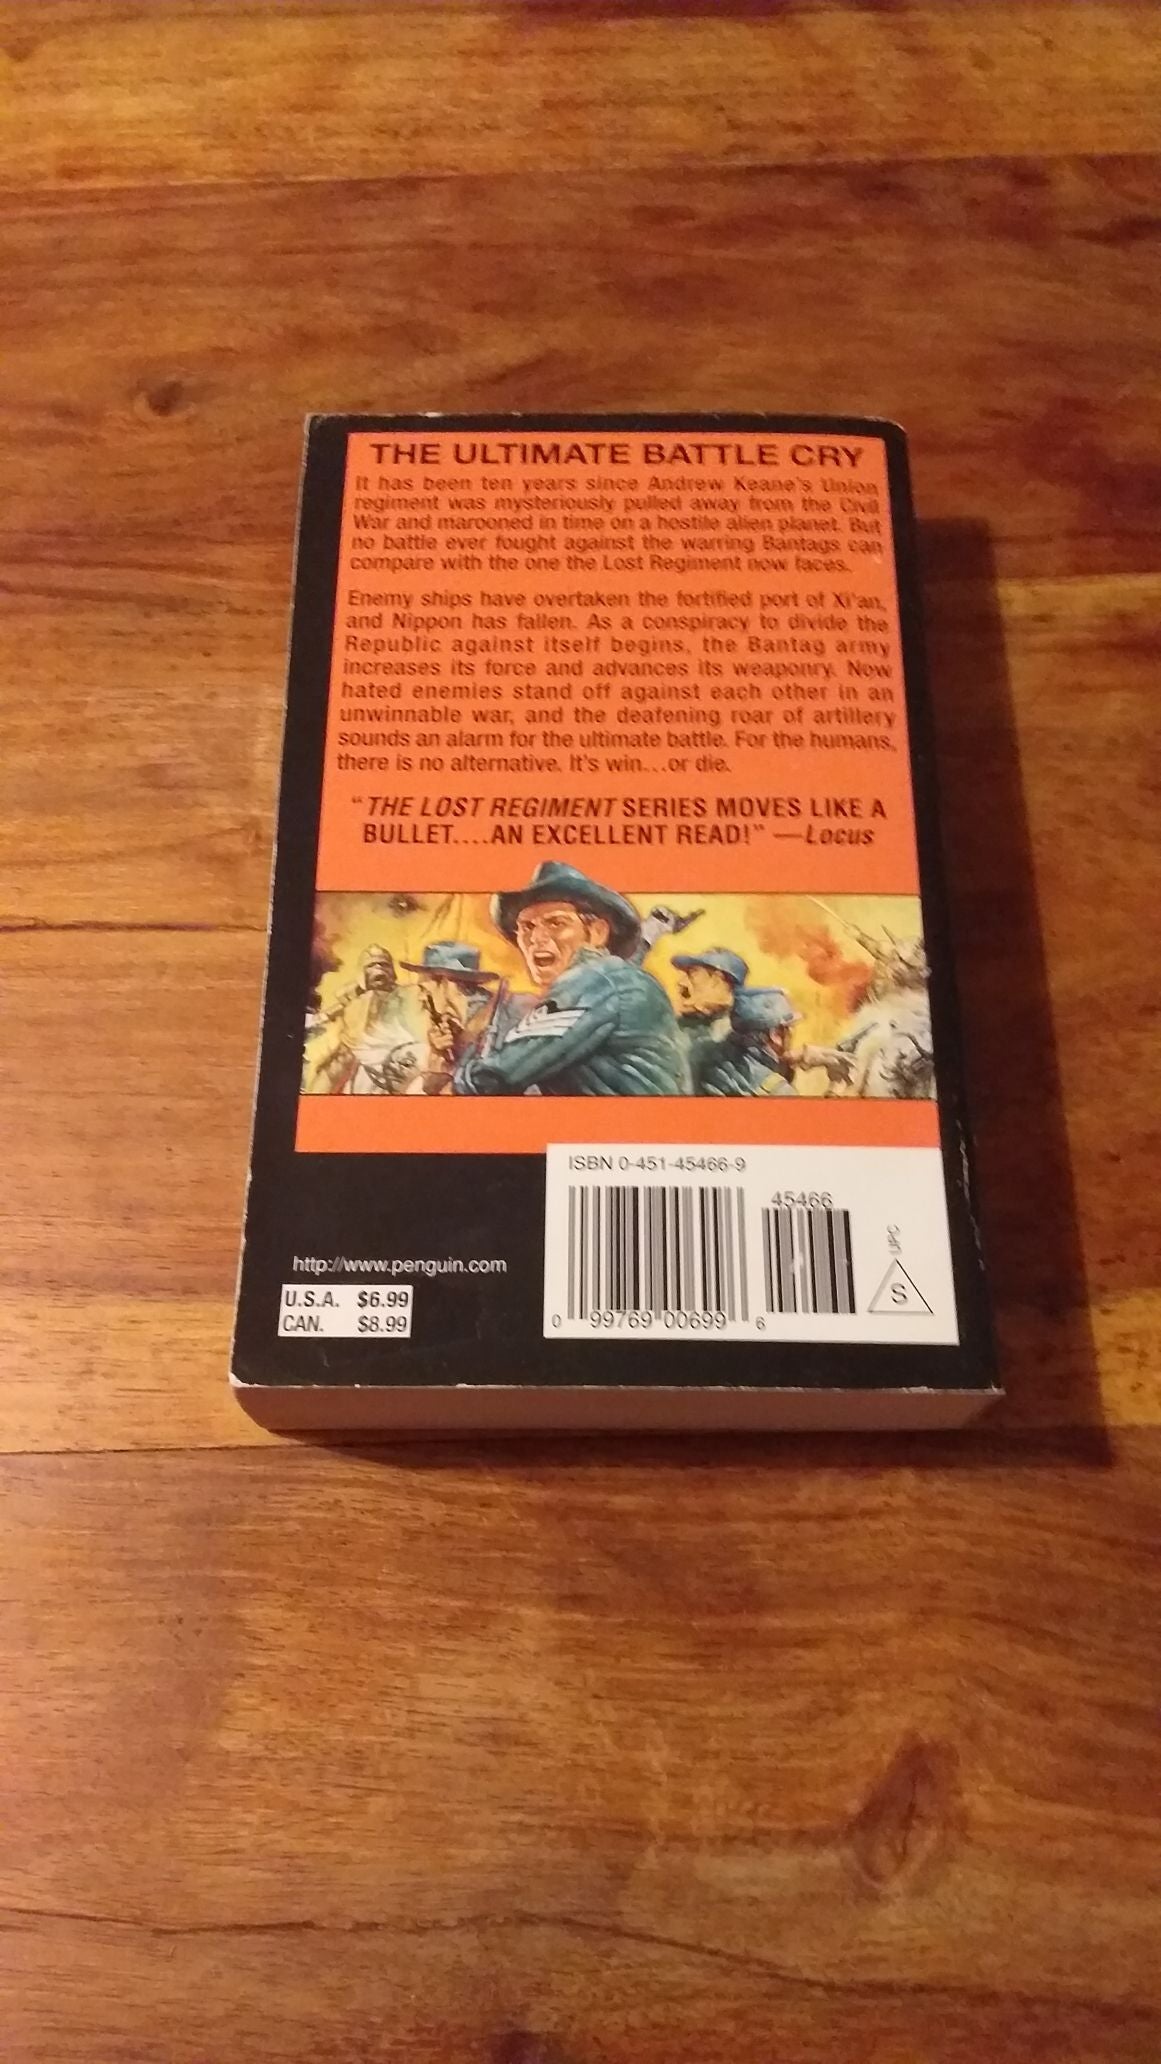 THE ULTIMATE BATTLE CRY
It has been ten years since Andrew Keane's Union
regiment was mysteriously pulled away from the Civil
War and marooned in time on a hostile alien planet. But
no battle ever fought against the warring Bantags can
compare with the one the Lost Regiment now faces.
Enemy ships have overtaken the fortified port of Xi'an,
and Nippon has fallen. As a conspiracy to divide the
Republic against itself begins, the Bantag army
increases its force and advances its weaponry. Now
hated enemies stand off against each other in an
unwinnable war, and the deafening roar of artillery
sounds an alarm for the ultimate battle. For the humans,
there is no alternative. It's win...or die.
"THE LOST REGIMENT SERIES MOVES LIKE A
BULLET....AN EXCELLENT READ!" —Locus
ISBN 0-451-45466-9
45466
UPC
S
0 99769 00699 6
http://www.penguin.com
U.S.A. $6.99
CAN. $8.99